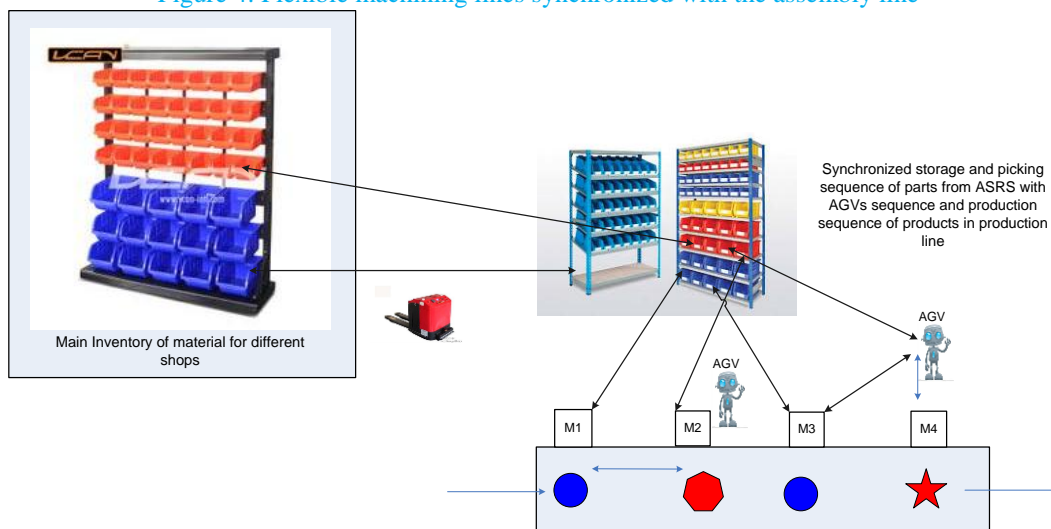 Figure 4. Flexible machining lines synchronized with the assembly line
VCAN
Main Inventory of material for different
shops
Synchronized storage and picking
sequence of parts from ASRS with
AGVs sequence and production
sequence of products in production
line
AGV
AGV
M1
M2
M3
M4